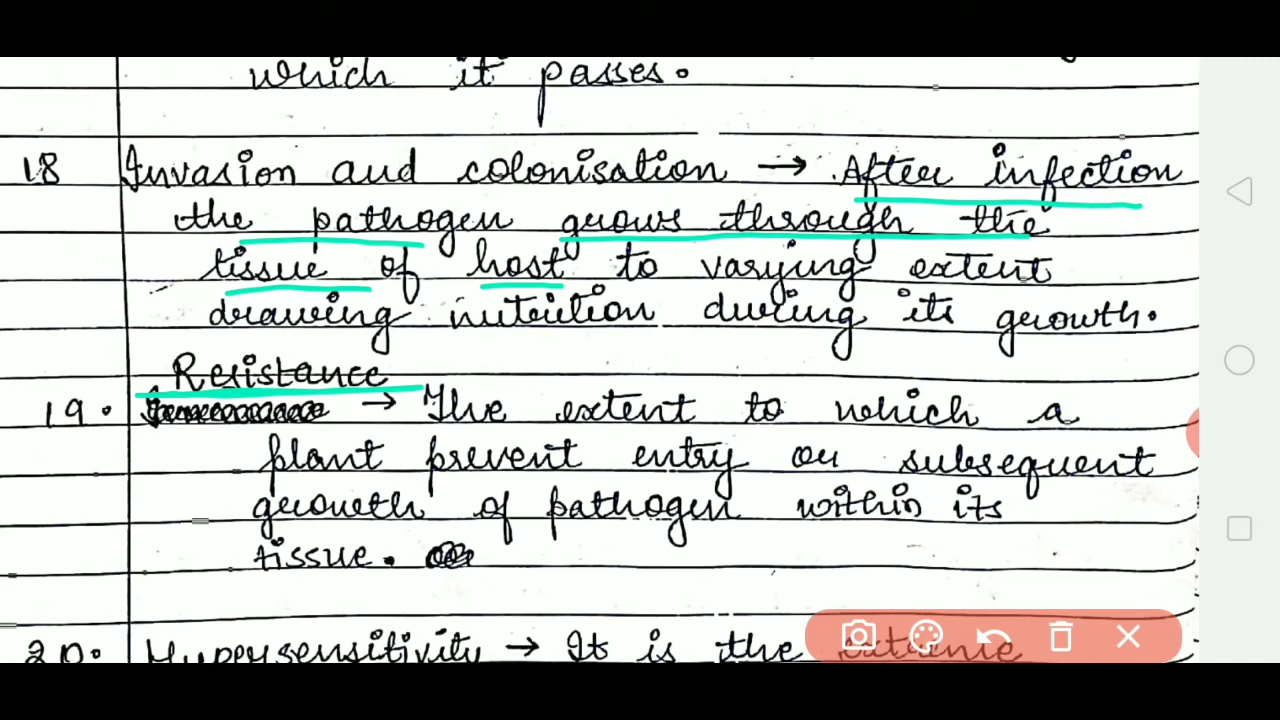 which it passes.
18 Invasion and colonisation → After infection
the pathogen grows through the
tissue of host to varying extent
drawing nutrition during its growth.
Resistance
19. → The extent to which a
plant prevent entry or subsequent
growth of pathogen within its
tissue.
20. Hypersensitivity → It is the extreme